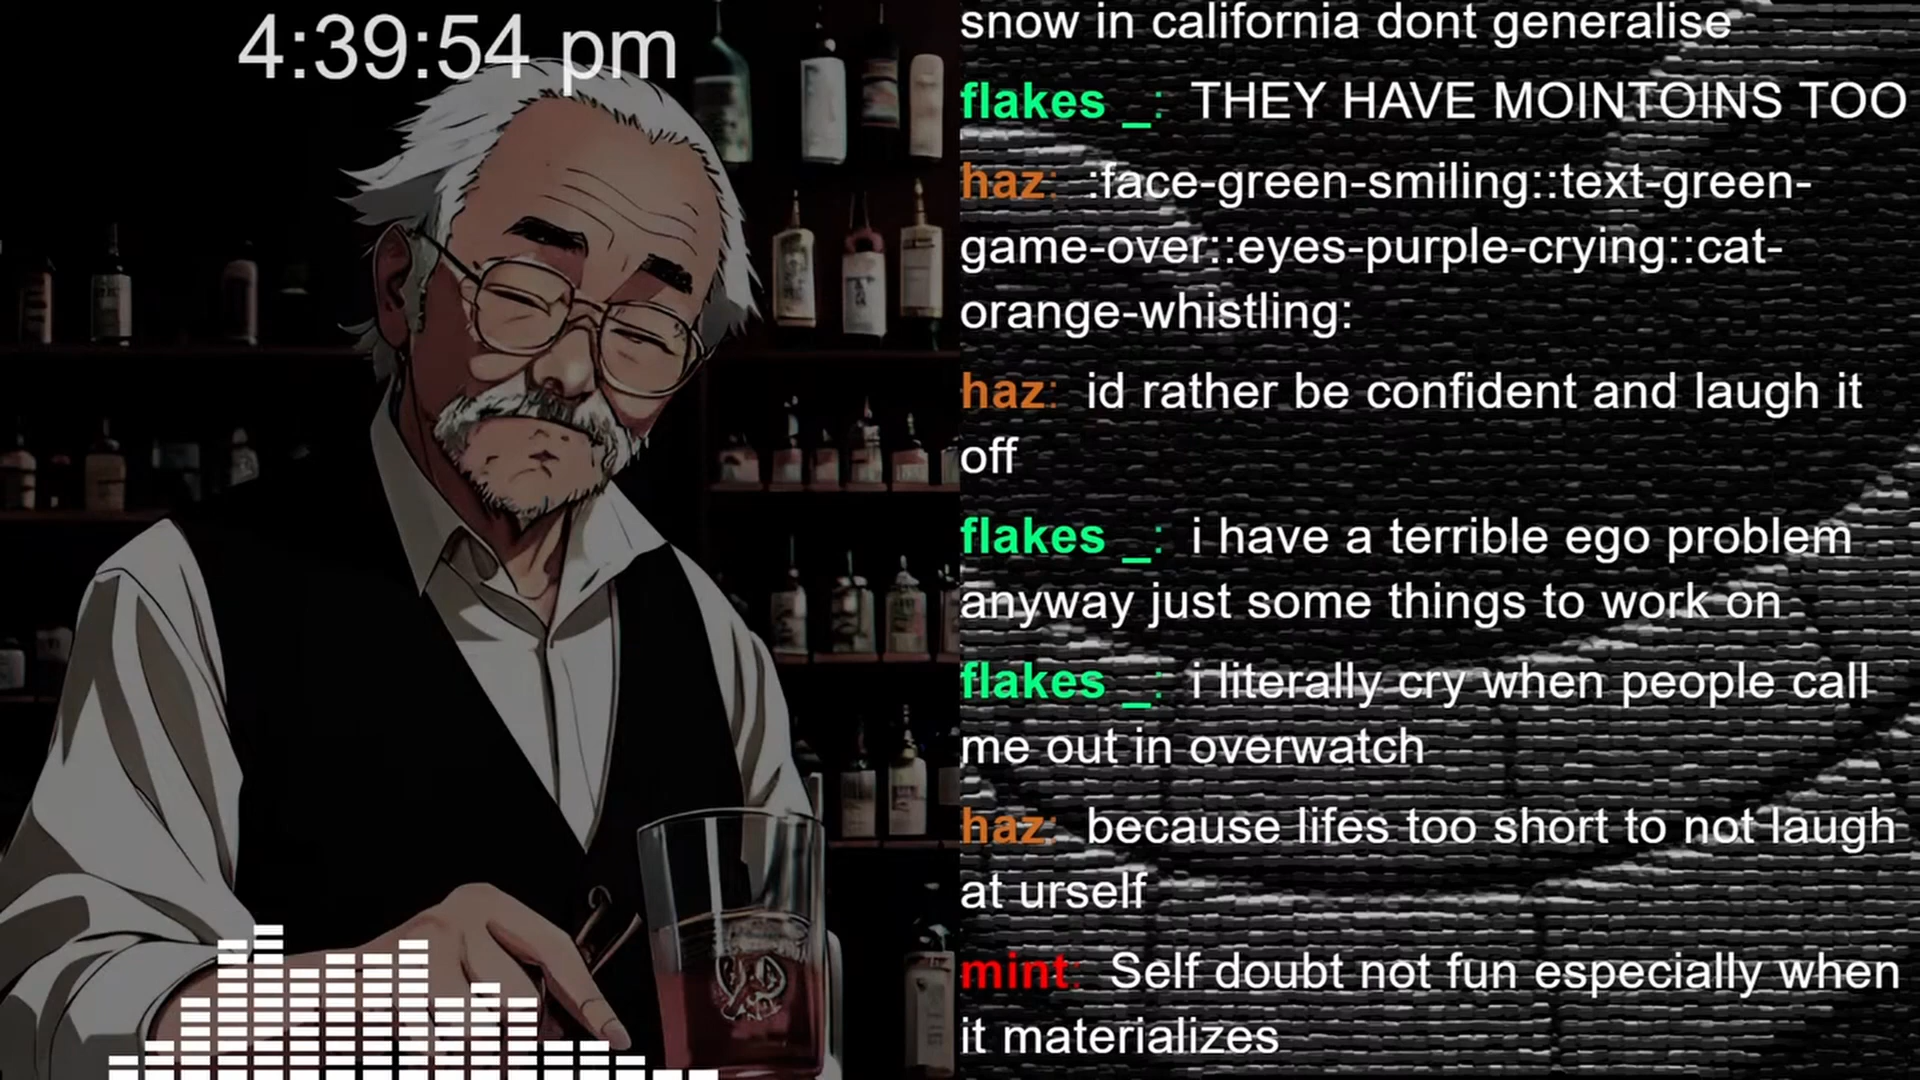 4:39:54 pm
snow in california dont generalise
flakes _: THEY HAVE MOINTOINS TOO
haz: :face-green-smiling::text-green-
game-over::eyes-purple-crying::cat-
orange-whistling:
haz: id rather be confident and laugh it
off
flakes _: i have a terrible ego problem
anyway just some things to work on
flakes _: i literally cry when people call
me out in overwatch
haz: because lifes too short to not laugh
at urself
mint: Self doubt not fun especially when
it materializes